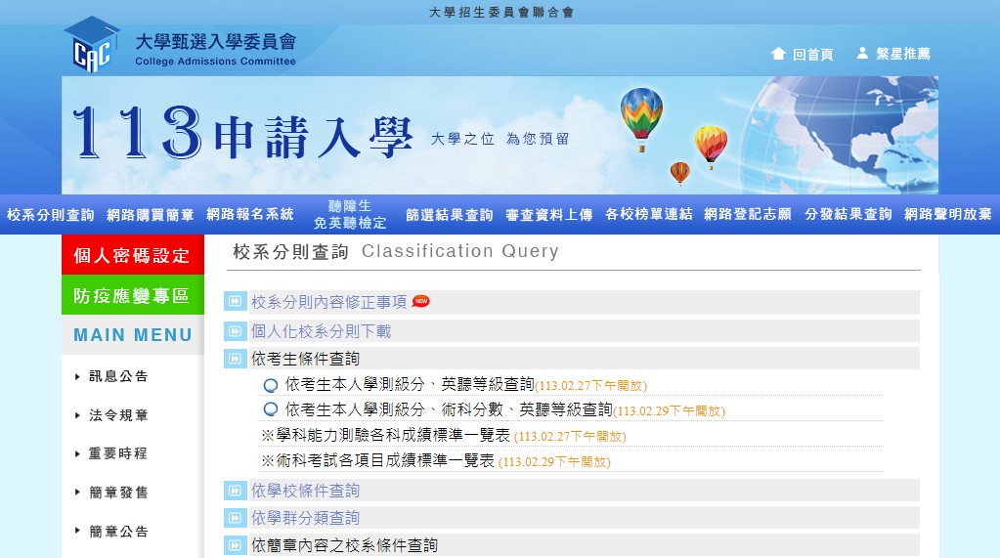 大學招生委員會聯合會
CAC
大學甄選入學委員會
College Admissions Committee
回首頁
繁星推薦
113申請入學
大學之位 為您預留
校系分則查詢
網路購買簡章
網路報名系統
聽障生
免英聽檢定
篩選結果查詢
審查資料上傳
各校榜單連結
網路登記志願
分發結果查詢
網路聲明放棄
個人密碼設定
防疫應變專區
MAIN MENU
訊息公告
法令規章
重要時程
簡章發售
簡章公告
校系分則查詢 Classification Query
校系分則內容修正事項 NEW
個人化校系分則下載
依考生條件查詢
依考生本人學測級分、英聽等級查詢(113.02.27下午開放)
依考生本人學測級分、術科分數、英聽等級查詢(113.02.29下午開放)
※學科能力測驗各科成績標準一覽表 (113.02.27下午開放)
※術科考試各項目成績標準一覽表 (113.02.29下午開放)
依學校條件查詢
依學群分類查詢
依簡章內容之校系條件查詢